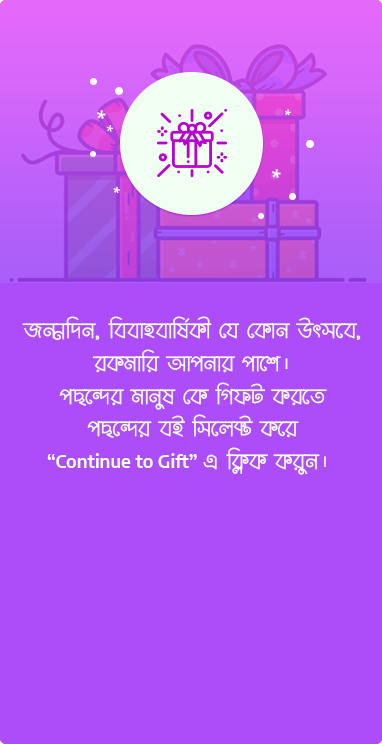 জন্মদিন, বিবাহবার্ষিকী যে কোন উৎসবে,
রকমারি আপনার পাশে।
পছন্দের মানুষ কে গিফট করতে
পছন্দের বই সিলেক্ট করে
“Continue to Gift” এ ক্লিক করুন।